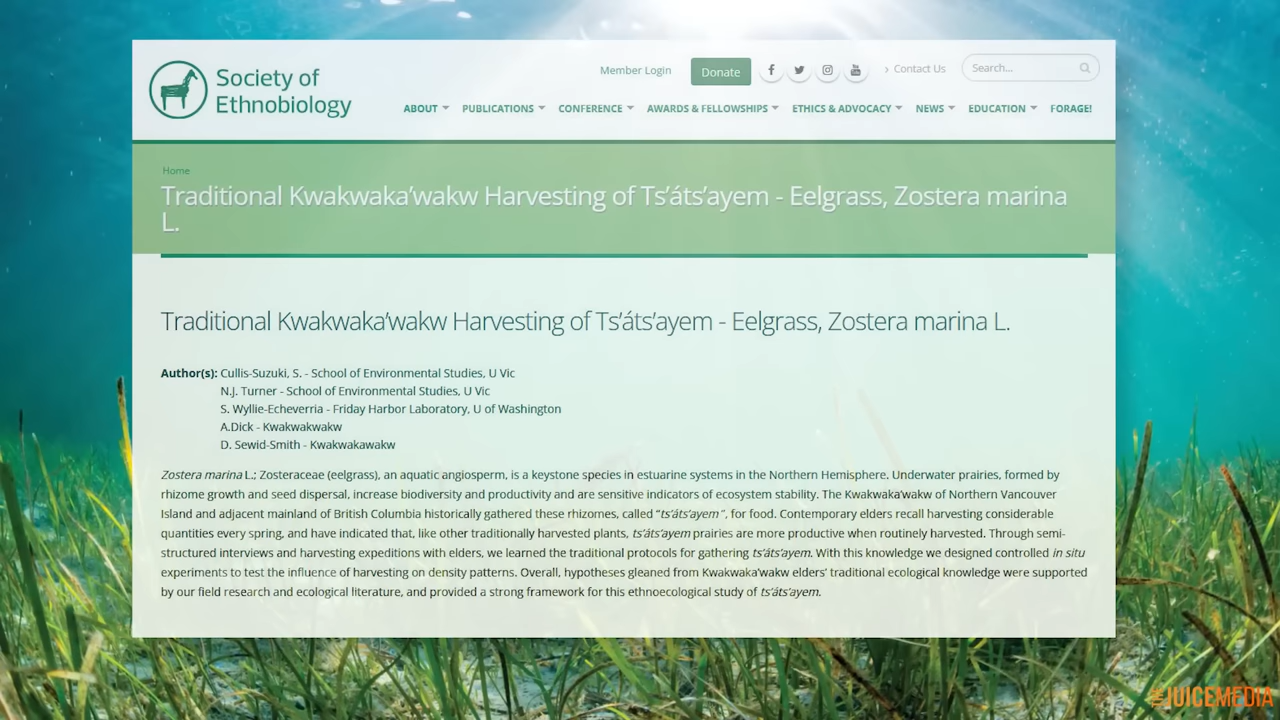 Society of
Ethnobiology
Member Login
Donate
Contact Us
Search...
ABOUT
PUBLICATIONS
CONFERENCE
AWARDS & FELLOWSHIPS
ETHICS & ADVOCACY
NEWS
EDUCATION
FORAGE!
Home
Traditional Kwakwaka’wakw Harvesting of Ts’áts’ayem - Eelgrass, Zostera marina
L.
Traditional Kwakwaka’wakw Harvesting of Ts’áts’ayem - Eelgrass, Zostera marina L.
Author(s): Cullis-Suzuki, S. - School of Environmental Studies, U Vic
N.J. Turner - School of Environmental Studies, U Vic
S. Wyllie-Echeverria - Friday Harbor Laboratory, U of Washington
A.Dick - Kwakwakwakw
D. Sewid-Smith - Kwakwakawakw
Zostera marina L.; Zosteraceae (eelgrass), an aquatic angiosperm, is a keystone species in estuarine systems in the Northern Hemisphere. Underwater prairies, formed by
rhizome growth and seed dispersal, increase biodiversity and productivity and are sensitive indicators of ecosystem stability. The Kwakwaka’wakw of Northern Vancouver
Island and adjacent mainland of British Columbia historically gathered these rhizomes, called “ts’áts’ayem”, for food. Contemporary elders recall harvesting considerable
quantities every spring, and have indicated that, like other traditionally harvested plants, ts’áts’ayem prairies are more productive when routinely harvested. Through semi-
structured interviews and harvesting expeditions with elders, we learned the traditional protocols for gathering ts’áts’ayem. With this knowledge we designed controlled in situ
experiments to test the influence of harvesting on density patterns. Overall, hypotheses gleaned from Kwakwaka’wakw elders’ traditional ecological knowledge were supported
by our field research and ecological literature, and provided a strong framework for this ethnoecological study of ts’áts’ayem.
THE JUICEMEDIA